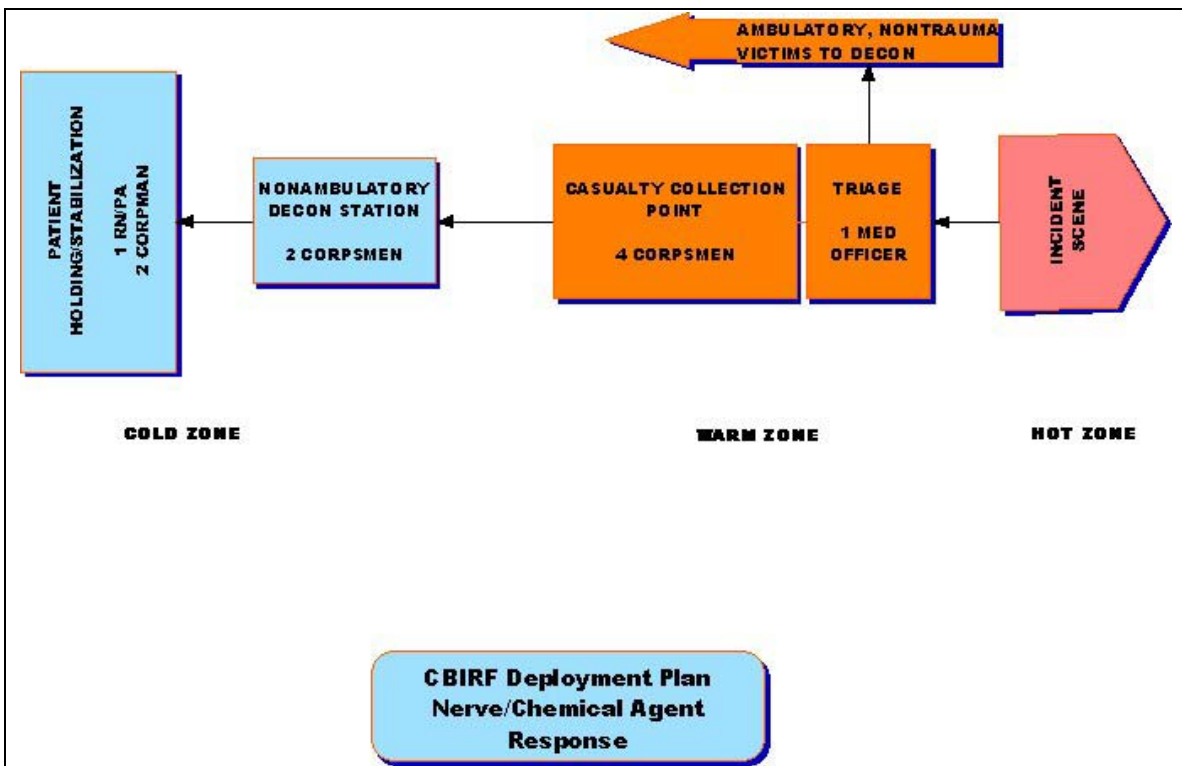 AMBULATORY, NONTRAUMA
VICTIMS TO DECON
PATIENT
HOLDING/STABILIZATION
1 RN/PA
2 CORPMAN
NONAMBULATORY
DECON STATION
2 CORPSMEN
CASUALTY COLLECTION
POINT
4 CORPSMEN
TRIAGE
1 MED
OFFICER
INCIDENT
SCENE
COLD ZONE
WARM ZONE
HOT ZONE
CBIRF Deployment Plan
Nerve/Chemical Agent
Response